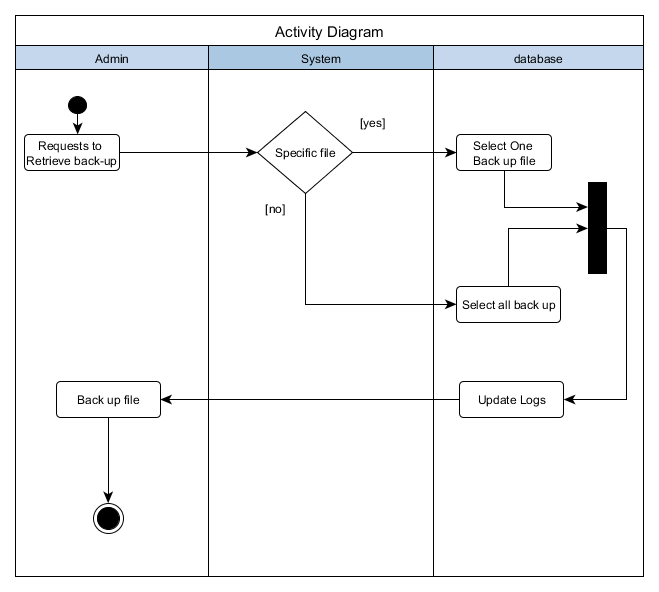 Activity Diagram
Admin
System
database
Requests to
Retrieve back-up
Specific file
[yes]
Select One
Back up file
[no]
Select all back up
Back up file
Update Logs